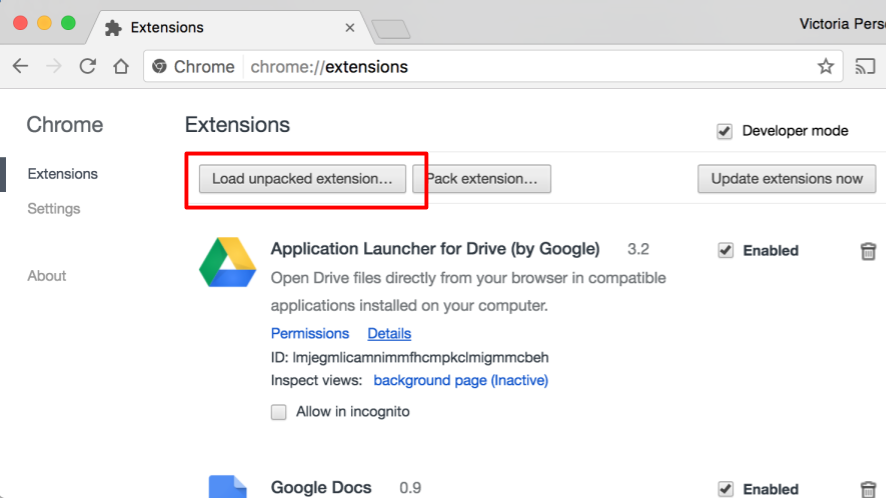 Extensions
Victoria Pers
Chrome chrome://extensions
Chrome
Extensions
Developer mode
Extensions
Load unpacked extension...
Pack extension...
Update extensions now
Settings
About
Application Launcher for Drive (by Google) 3.2
Enabled
Open Drive files directly from your browser in compatible
applications installed on your computer.
Permissions Details
ID: lmjegmlicamnimmfhcmpkclmigmmcbeh
Inspect views: background page (Inactive)
Allow in incognito
Google Docs 0.9
Enabled